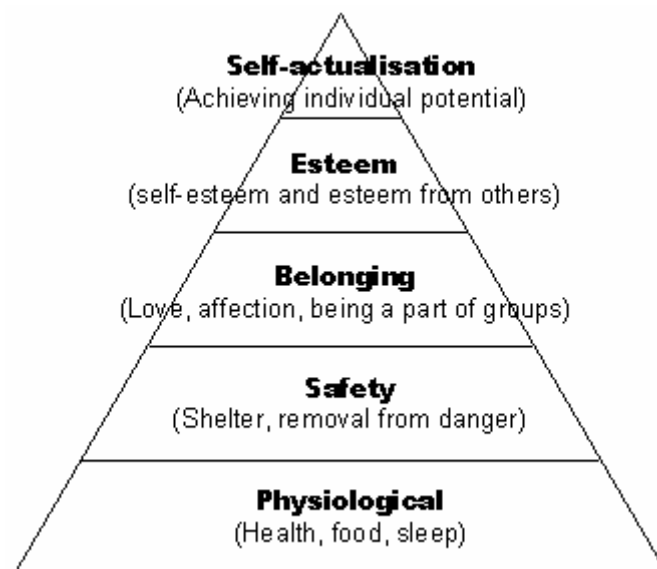 Self-actualisation
(Achieving individual potential)
Esteem
(self-esteem and esteem from others)
Belonging
(Love, affection, being a part of groups)
Safety
(Shelter, removal from danger)
Physiological
(Health, food, sleep)